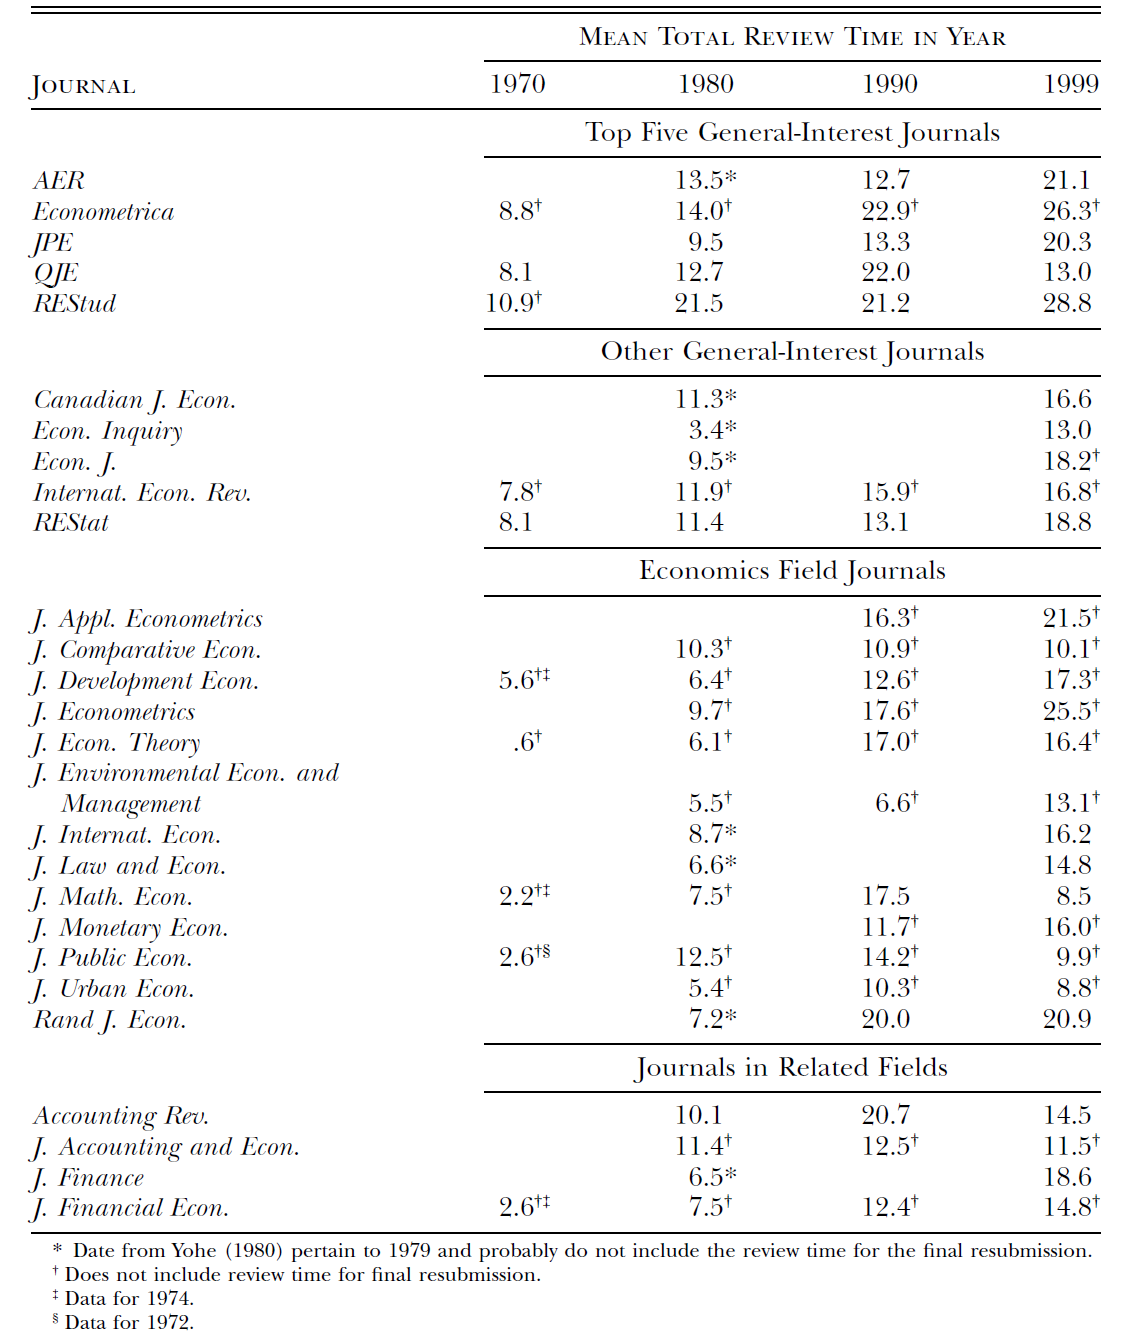 MEAN TOTAL REVIEW TIME IN YEAR
JOURNAL 1970 1980 1990 1999
Top Five General-Interest Journals
AER 13.5* 12.7 21.1
Econometrica 8.8† 14.0† 22.9† 26.3†
JPE 9.5 13.3 20.3
QJE 8.1 12.7 22.0 13.0
REStud 10.9† 21.5 21.2 28.8
Other General-Interest Journals
Canadian J. Econ. 11.3* 16.6
Econ. Inquiry 3.4* 13.0
Econ. J. 9.5* 18.2†
Internat. Econ. Rev. 7.8† 11.9† 15.9† 16.8†
REStat 8.1 11.4 13.1 18.8
Economics Field Journals
J. Appl. Econometrics 16.3† 21.5†
J. Comparative Econ. 10.3† 10.9† 10.1†
J. Development Econ. 5.6†‡ 6.4† 12.6† 17.3†
J. Econometrics 9.7† 17.6† 25.5†
J. Econ. Theory .6† 6.1† 17.0† 16.4†
J. Environmental Econ. and
Management 5.5† 6.6† 13.1†
J. Internat. Econ. 8.7* 16.2
J. Law and Econ. 6.6* 14.8
J. Math. Econ. 2.2†‡ 7.5† 17.5 8.5
J. Monetary Econ. 11.7† 16.0†
J. Public Econ. 2.6†§ 12.5† 14.2† 9.9†
J. Urban Econ. 5.4† 10.3† 8.8†
Rand J. Econ. 7.2* 20.0 20.9
Journals in Related Fields
Accounting Rev. 10.1 20.7 14.5
J. Accounting and Econ. 11.4† 12.5† 11.5†
J. Finance 6.5* 18.6
J. Financial Econ. 2.6†‡ 7.5† 12.4† 14.8†
* Date from Yohe (1980) pertain to 1979 and probably do not include the review time for the final resubmission.
† Does not include review time for final resubmission.
‡ Data for 1974.
§ Data for 1972.